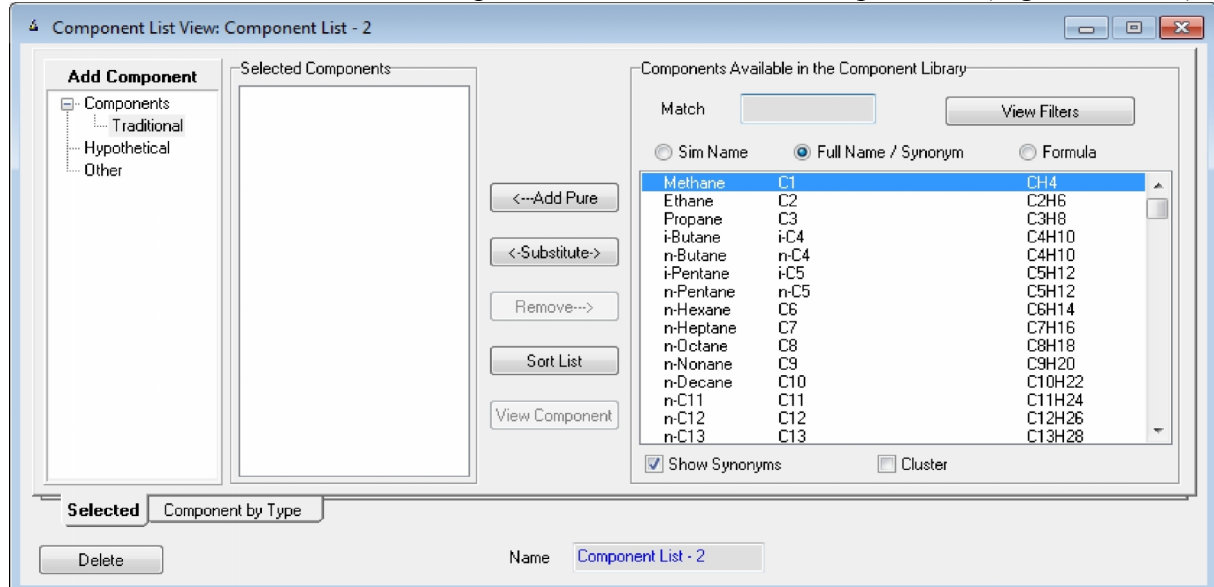 Component List View: Component List - 2
Add Component
Components
Traditional
Hypothetical
Other
Selected Components
<---Add Pure
<-Substitute->
Remove--->
Sort List
View Component
Components Available in the Component Library
Match
View Filters
Sim Name Full Name / Synonym Formula
Methane C1 CH4
Ethane C2 C2H6
Propane C3 C3H8
i-Butane i-C4 C4H10
n-Butane n-C4 C4H10
i-Pentane i-C5 C5H12
n-Pentane n-C5 C5H12
n-Hexane C6 C6H14
n-Heptane C7 C7H16
n-Octane C8 C8H18
n-Nonane C9 C9H20
n-Decane C10 C10H22
n-C11 C11 C11H24
n-C12 C12 C12H26
n-C13 C13 C13H28
Show Synonyms Cluster
Selected Component by Type
Delete Name Component List - 2